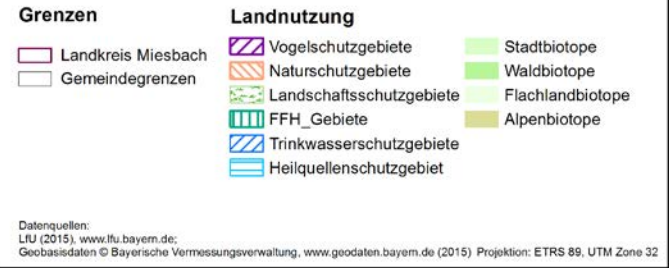 Grenzen
Landkreis Miesbach
Gemeindegrenzen
Landnutzung
Vogelschutzgebiete
Naturschutzgebiete
Landschaftsschutzgebiete
FFH_Gebiete
Trinkwasserschutzgebiete
Heilquellenschutzgebiet
Stadtbiotope
Waldbiotope
Flachlandbiotope
Alpenbiotope
Datenquellen:
LfU (2015), www.lfu.bayern.de;
Geobasisdaten © Bayerische Vermessungsverwaltung, www.geodaten.bayern.de (2015) Projektion: ETRS 89, UTM Zone 32